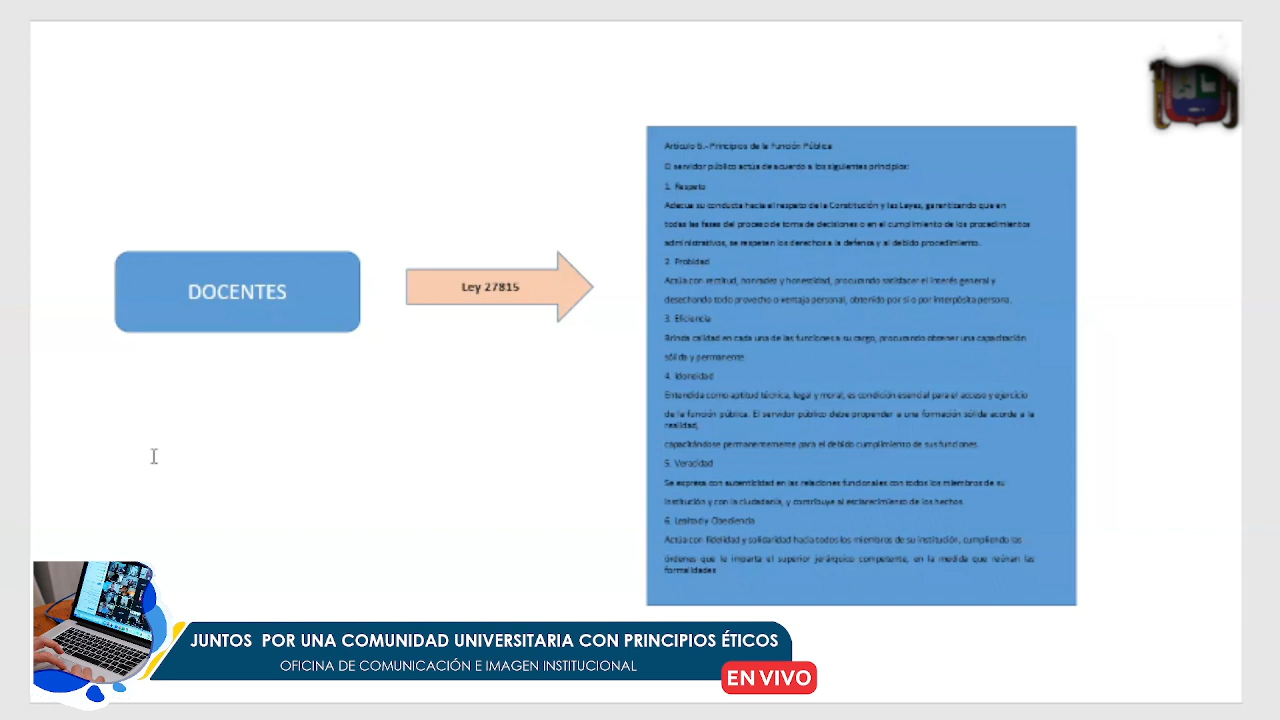 DOCENTES
Ley 27815
Artículo 6.- Principios de la Función Pública
El servidor público actúa de acuerdo a los siguientes principios:
1. Respeto
Adecua su conducta hacia el respeto de la Constitución y las Leyes, garantizando que en
todas las fases del proceso de toma de decisiones o en el cumplimiento de los procedimientos
administrativos, se respeten los derechos a la defensa y al debido procedimiento.
2. Probidad
Actúa con rectitud, honradez y honestidad, procurando satisfacer el interés general y
desechando todo provecho o ventaja personal, obtenido por sí o por interpósita persona.
3. Eficiencia
Brinda calidad en cada una de las funciones a su cargo, procurando obtener una capacitación
sólida y permanente.
4. Idoneidad
Entendida como aptitud técnica, legal y moral, es condición esencial para el acceso y ejercicio
de la función pública. El servidor público debe propender a una formación sólida acorde a la
realidad,
capacitándose permanentemente para el debido cumplimiento de sus funciones.
5. Veracidad
Se expresa con autenticidad en las relaciones funcionales con todos los miembros de su
institución y con la ciudadanía, y contribuye al esclarecimiento de los hechos.
6. Lealtad y Obediencia
Actúa con fidelidad y solidaridad hacia todos los miembros de su institución, cumpliendo las
órdenes que le imparta el superior jerárquico competente, en la medida que reúnan las
formalidades
JUNTOS POR UNA COMUNIDAD UNIVERSITARIA CON PRINCIPIOS ÉTICOS
OFICINA DE COMUNICACIÓN E IMAGEN INSTITUCIONAL
EN VIVO